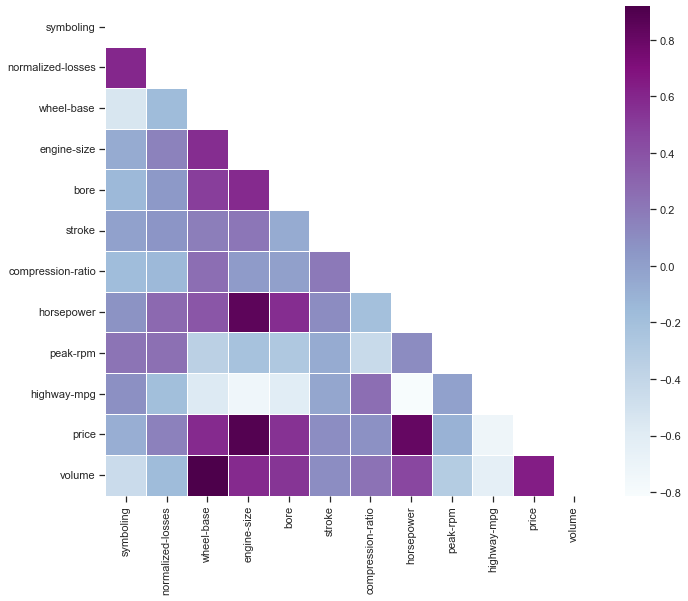 symboling
normalized-losses
wheel-base
engine-size
bore
stroke
compression-ratio
horsepower
peak-rpm
highway-mpg
price
volume
symboling
normalized-losses
wheel-base
engine-size
bore
stroke
compression-ratio
horsepower
peak-rpm
highway-mpg
price
volume
0.8
0.6
0.4
0.2
0.0
−0.2
−0.4
−0.6
−0.8